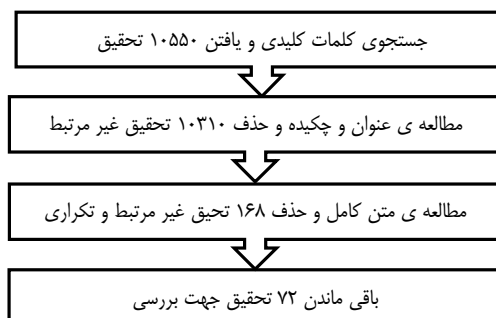 جستجوی کلمات کلیدی و یافتن ۱۰۵۵۰ تحقیق
مطالعه ی عنوان و چکیده و حذف ۱۰۳۱۰ تحقیق غیر مرتبط
مطالعه ی متن کامل و حذف ۱۶۸ تحیق غیر مرتبط و تکراری
باقی ماندن ۷۲ تحقیق جهت بررسی